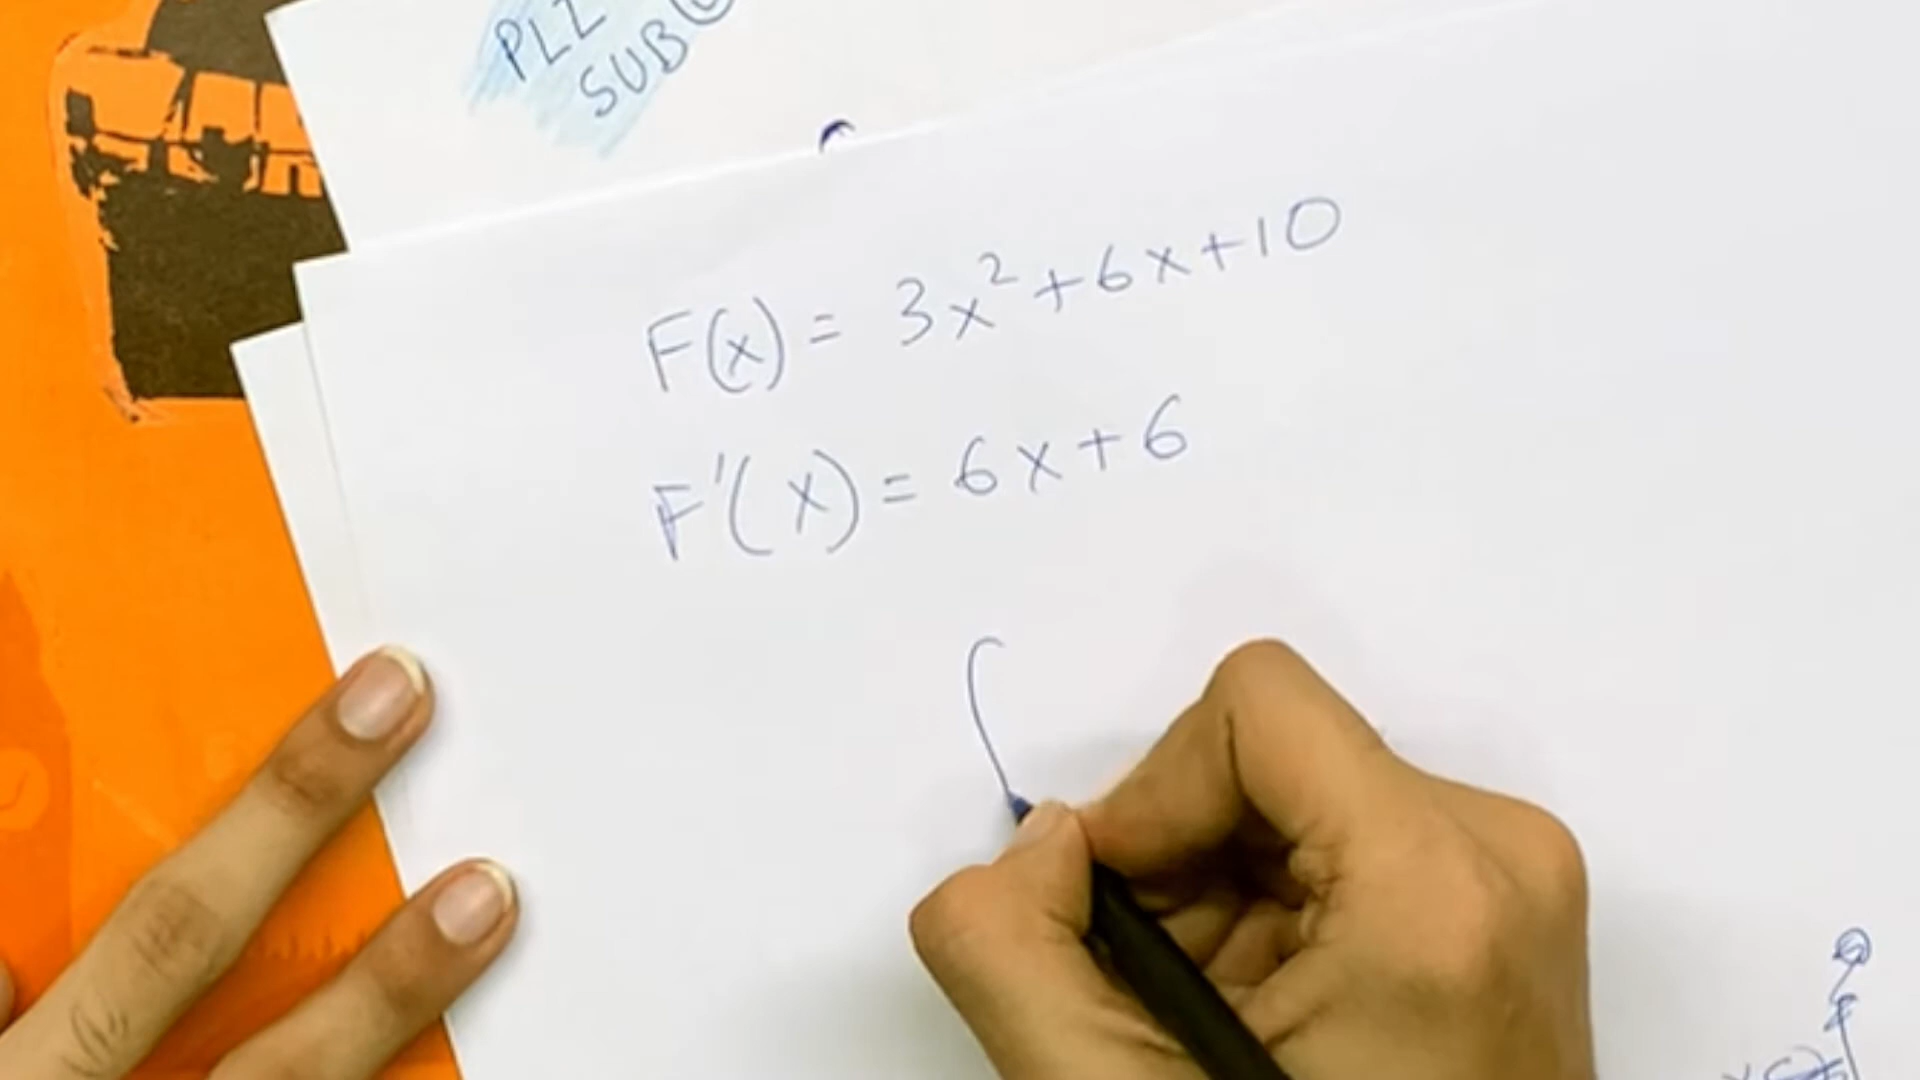 PLZ
SUB
F(x) = 3x² + 6x + 10
F'(x) = 6x + 6
∫